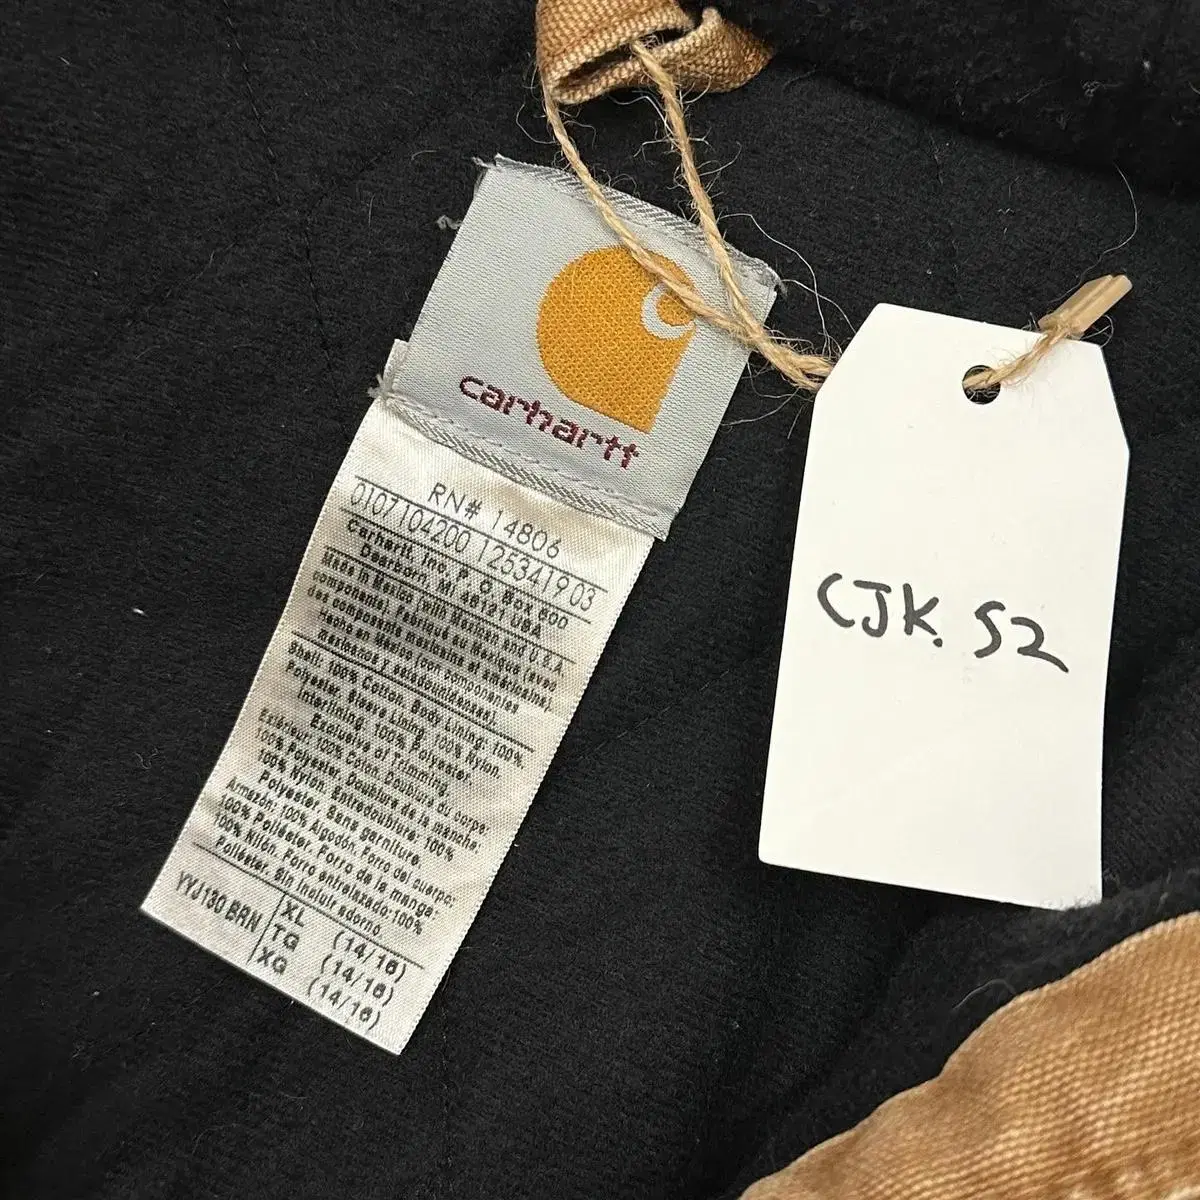 carhartt
RN# 14806
0107104200 1253419 03
Carhartt, Inc. P. O. Box 600
Dearborn, MI 48121 USA
Made in Mexico (with Mexican and U.S.A.
components). Fabriqué au Mexique (avec
des composants mexicains et américains).
Hecho en México (con componentes
Mexicanos y estadounidenses).
Shell: 100% Cotton. Body Lining: 100%
Polyester. Sleeve Lining: 100% Nylon.
Interlining: 100% Polyester.
Exclusive of Trimming.
Extérieur: 100% Coton. Doublure du corps:
100% Polyester. Doublure de la manche:
100% Nylon. Entredoublure: 100%
Polyester. Sans garniture.
Armazón: 100% Algodón. Forro del cuerpo:
100% Poliéster. Forro de la manga:
100% Nilón. Forro entrelazado: 100%
Poliéster. Sin incluir adorno.
YYJ130 BRN
XL (14/16)
TG (14/16)
XG (14/16)
CJK. S2